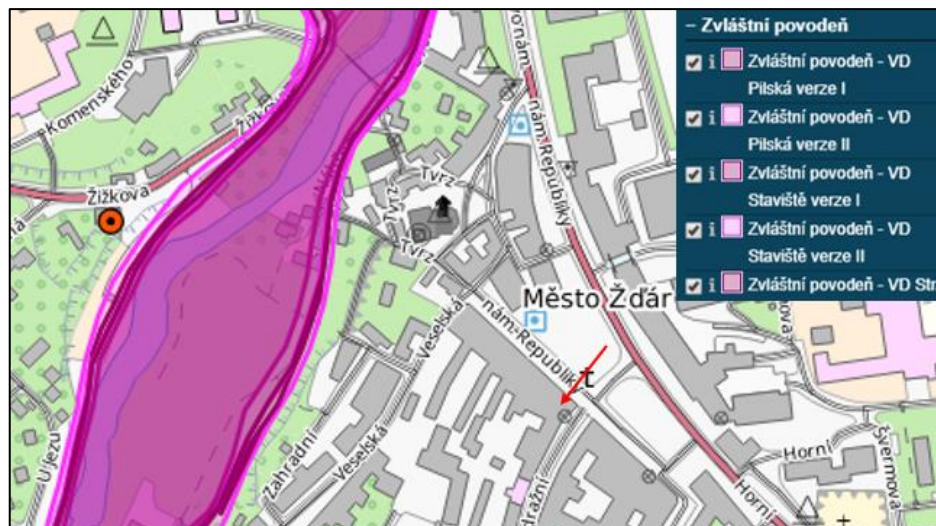 – Zvláštní povodeň
Zvláštní povodeň - VD
Pilská verze I
Zvláštní povodeň - VD
Pilská verze II
Zvláštní povodeň - VD
Staviště verze I
Zvláštní povodeň - VD
Staviště verze II
Zvláštní povodeň - VD Str
Komenského
Žižkova
Žižkova
nám. Republiky
Tvrz
Tvrz
Tvrz
Město Žďár
nám. Republiky
Veselská
Veselská
Zahradní
U Jezu
Horní
Horní
Švermova